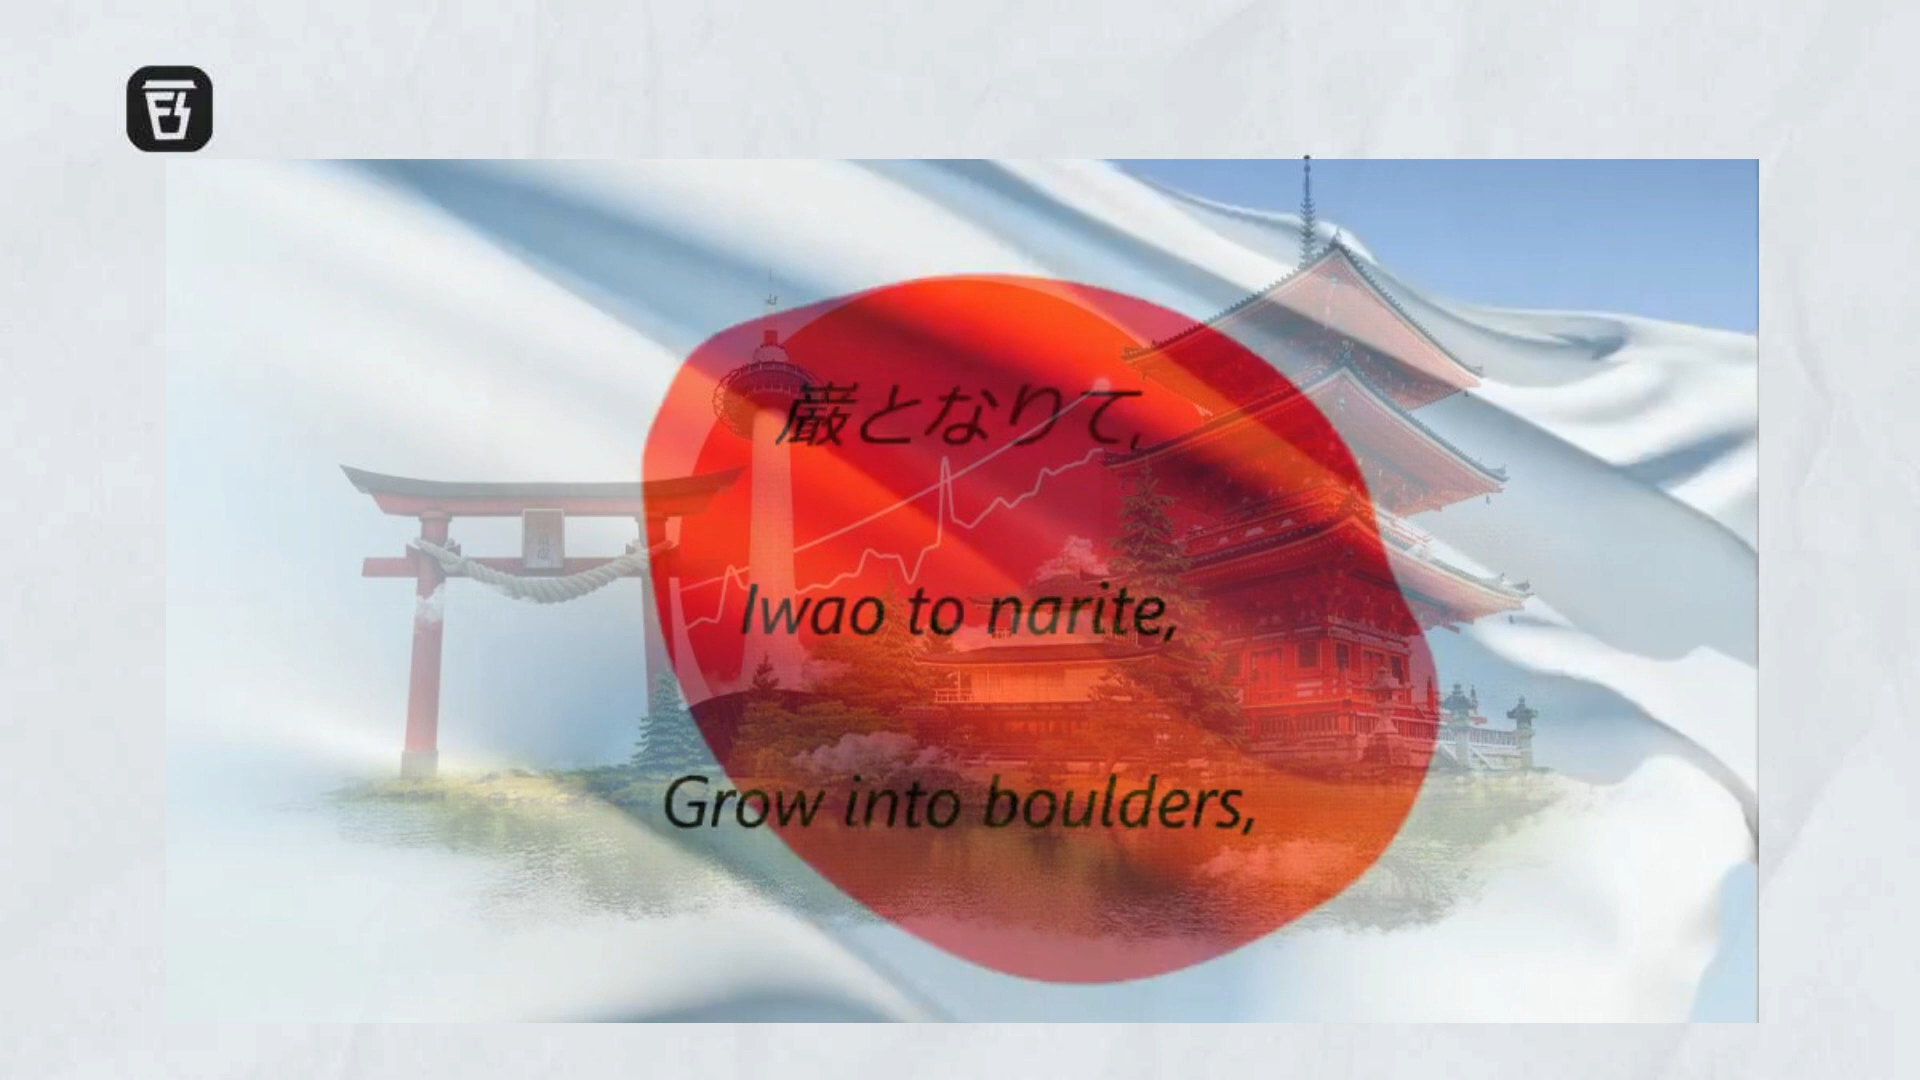 巌となりて,
Iwao to narite,
Grow into boulders,